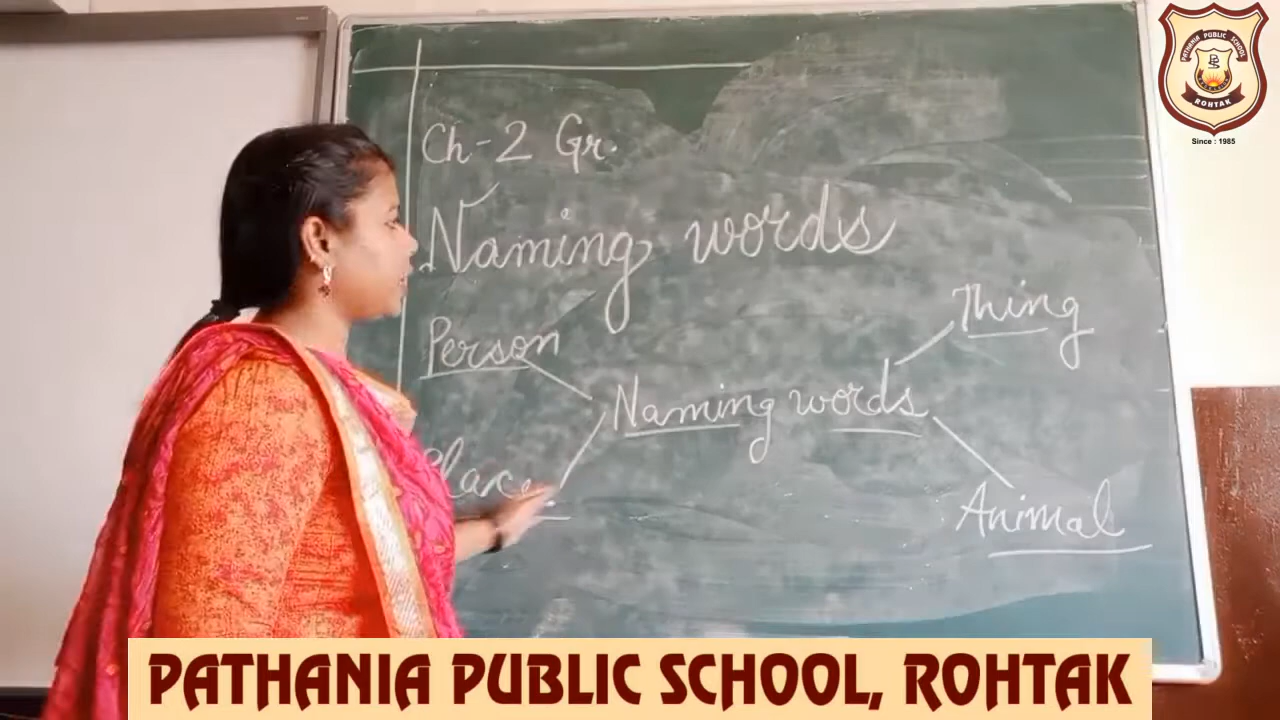 Ch-2 Gr.
Naming words
Person
Thing
Naming words
Place
Animal
PATHANIA PUBLIC SCHOOL
ROHTAK
Since : 1985
PATHANIA PUBLIC SCHOOL, ROHTAK